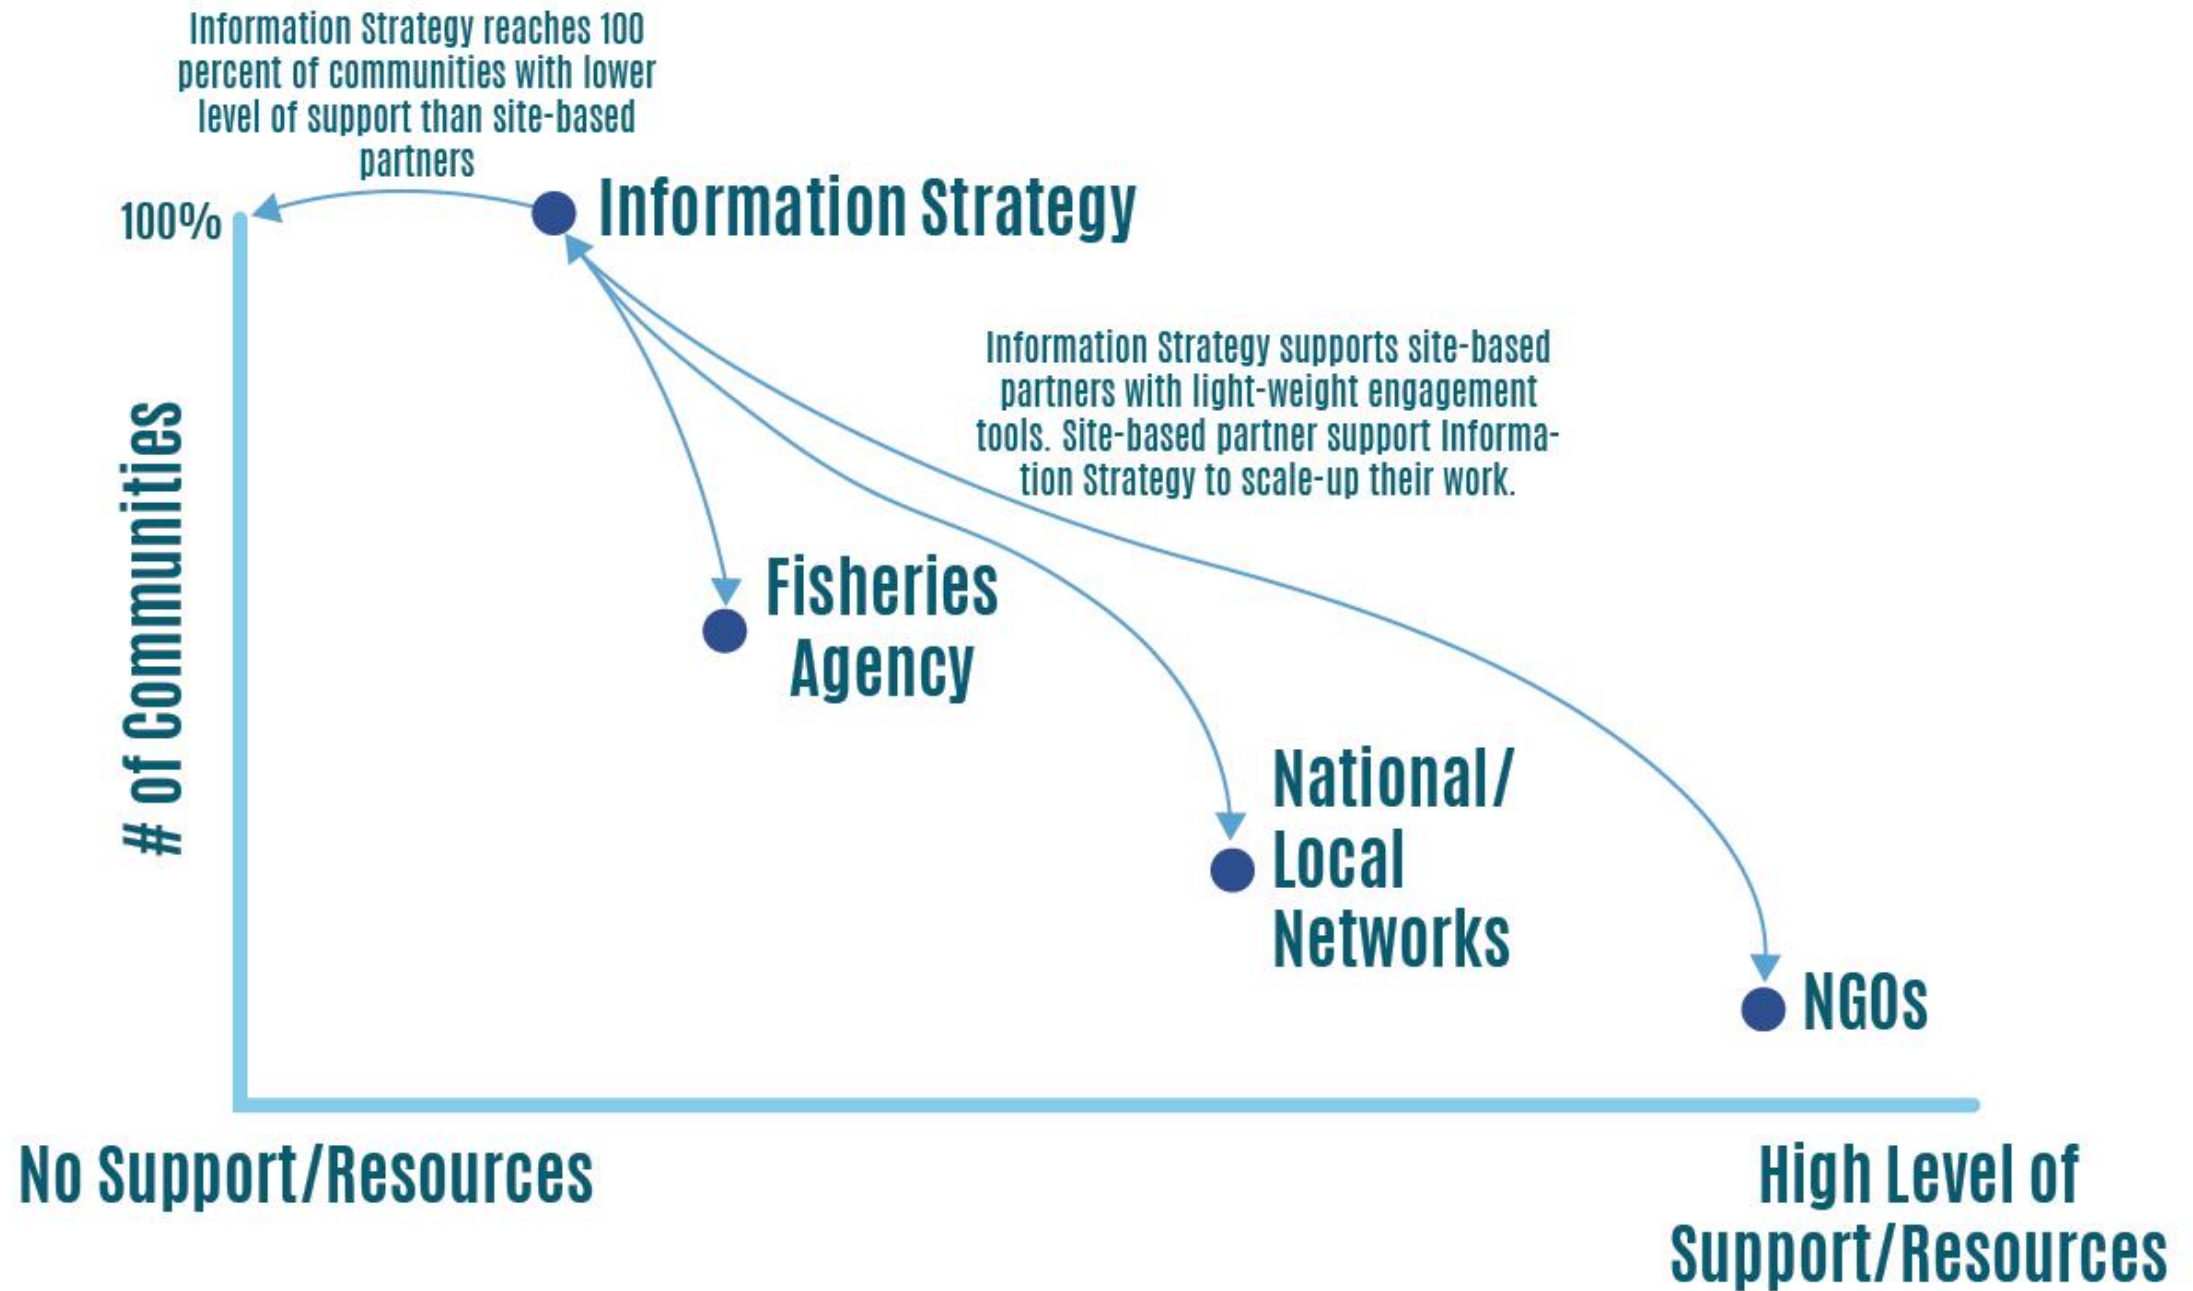 Information Strategy reaches 100
percent of communities with lower
level of support than site-based
partners
100%
Information Strategy
Information Strategy supports site-based
partners with light-weight engagement
tools. Site-based partner support Informa-
tion Strategy to scale-up their work.
# of Communities
Fisheries
Agency
National/
Local
Networks
NGOs
No Support/Resources
High Level of
Support/Resources